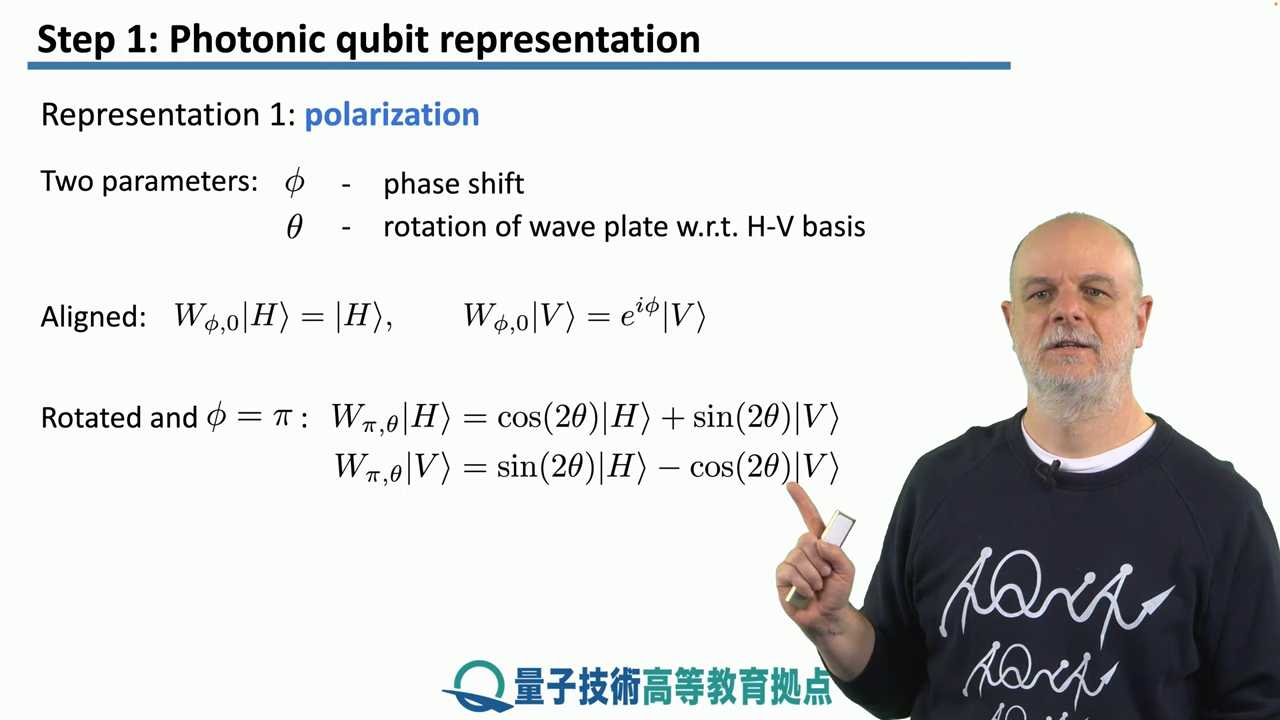 Step 1: Photonic qubit representation
Representation 1: polarization
Two parameters: ϕ - phase shift
θ - rotation of wave plate w.r.t. H-V basis
Aligned: W_{ϕ,0}|H⟩ = |H⟩, W_{ϕ,0}|V⟩ = e^{iϕ}|V⟩
Rotated and ϕ = π : W_{π,θ}|H⟩ = cos(2θ)|H⟩ + sin(2θ)|V⟩
W_{π,θ}|V⟩ = sin(2θ)|H⟩ − cos(2θ)|V⟩
量子技術高等教育拠点